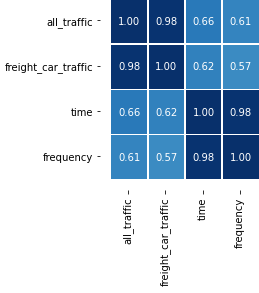 all_traffic 1.00 0.98 0.66 0.61
freight_car_traffic 0.98 1.00 0.62 0.57
time 0.66 0.62 1.00 0.98
frequency 0.61 0.57 0.98 1.00
all_traffic
freight_car_traffic
time
frequency